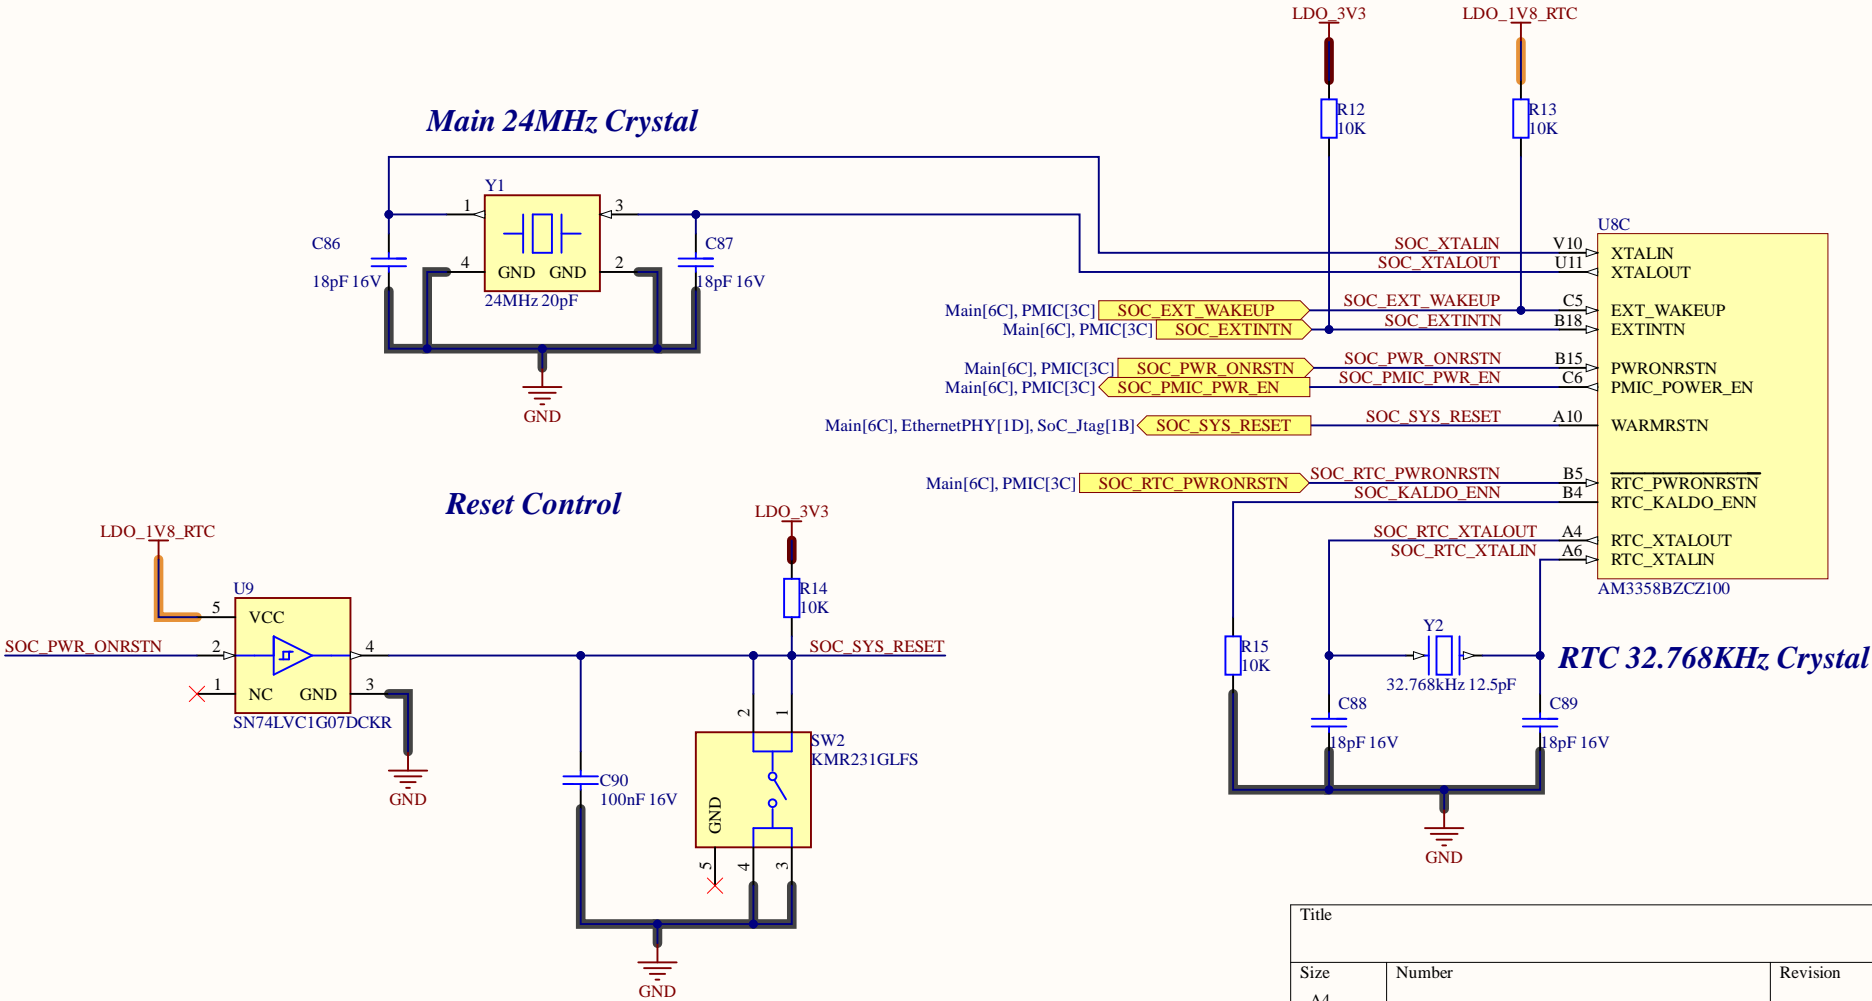 LDO_3V3
LDO_1V8_RTC
R12
10K
R13
10K
Main 24MHz Crystal
Y1
1
3
C86
18pF 16V
4
GND GND
2
C87
18pF 16V
24MHz 20pF
GND
U8C
SOC_XTALIN V10 XTALIN
SOC_XTALOUT U11 XTALOUT
Main[6C], PMIC[3C] SOC_EXT_WAKEUP SOC_EXT_WAKEUP C5 EXT_WAKEUP
Main[6C], PMIC[3C] SOC_EXTINTN SOC_EXTINTN B18 EXTINTN
Main[6C], PMIC[3C] SOC_PWR_ONRSTN SOC_PWR_ONRSTN B15 PWRONRSTN
Main[6C], PMIC[3C] SOC_PMIC_PWR_EN SOC_PMIC_PWR_EN C6 PMIC_POWER_EN
Main[6C], EthernetPHY[1D], SoC_Jtag[1B] SOC_SYS_RESET SOC_SYS_RESET A10 WARMRSTN
Main[6C], PMIC[3C] SOC_RTC_PWRONRSTN SOC_RTC_PWRONRSTN B5 RTC_PWRONRSTN
SOC_KALDO_ENN B4 RTC_KALDO_ENN
SOC_RTC_XTALOUT A4 RTC_XTALOUT
SOC_RTC_XTALIN A6 RTC_XTALIN
AM3358BZCZ100
Reset Control
LDO_1V8_RTC
LDO_3V3
U9
5 VCC
R14
10K
SOC_PWR_ONRSTN 2
4
SOC_SYS_RESET
1 NC GND 3
SN74LVC1G07DCKR
GND
2
1
SW2
KMR231GLFS
C90
100nF 16V
GND
5
4
3
GND
R15
10K
Y2
32.768kHz 12.5pF
RTC 32.768KHz Crystal
C88
18pF 16V
C89
18pF 16V
GND
Title
Size
Number
Revision
A4